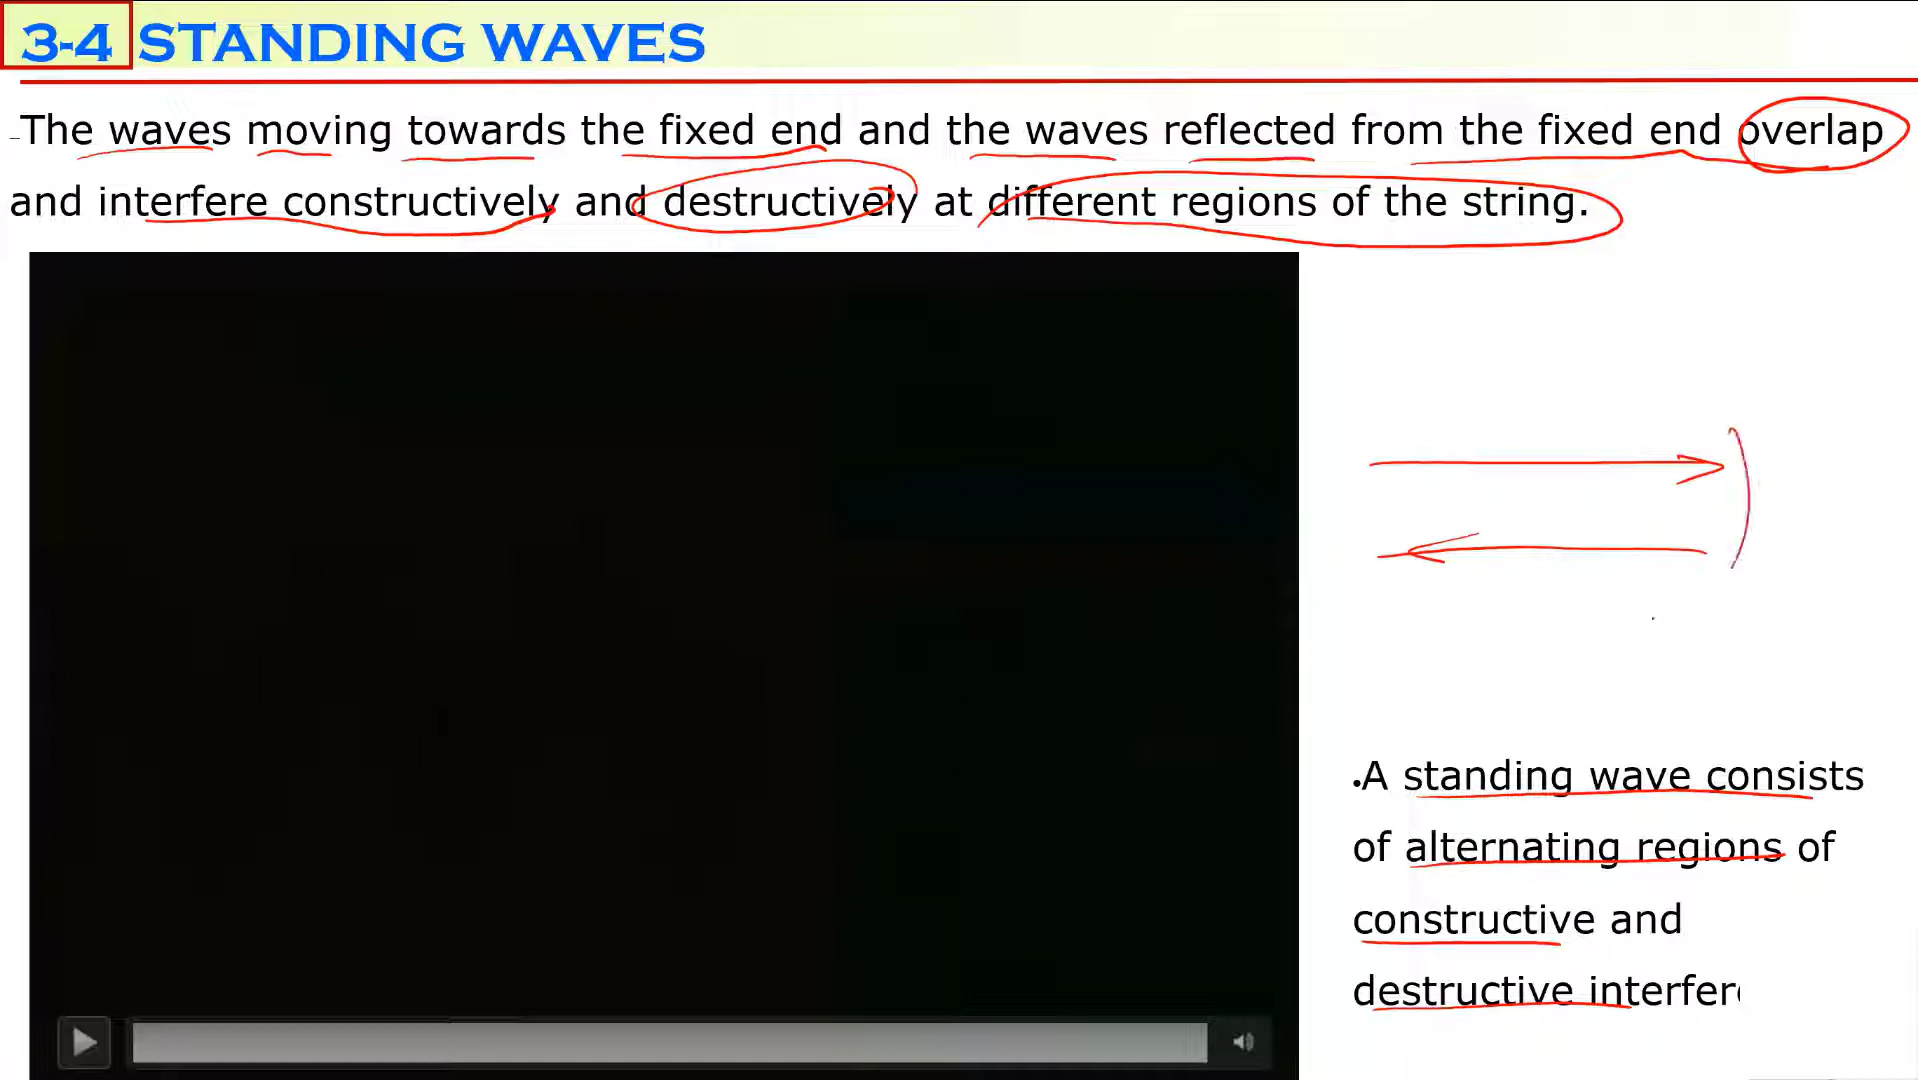 3-4 STANDING WAVES
–The waves moving towards the fixed end and the waves reflected from the fixed end overlap
and interfere constructively and destructively at different regions of the string.
•A standing wave consists
of alternating regions of
constructive and
destructive